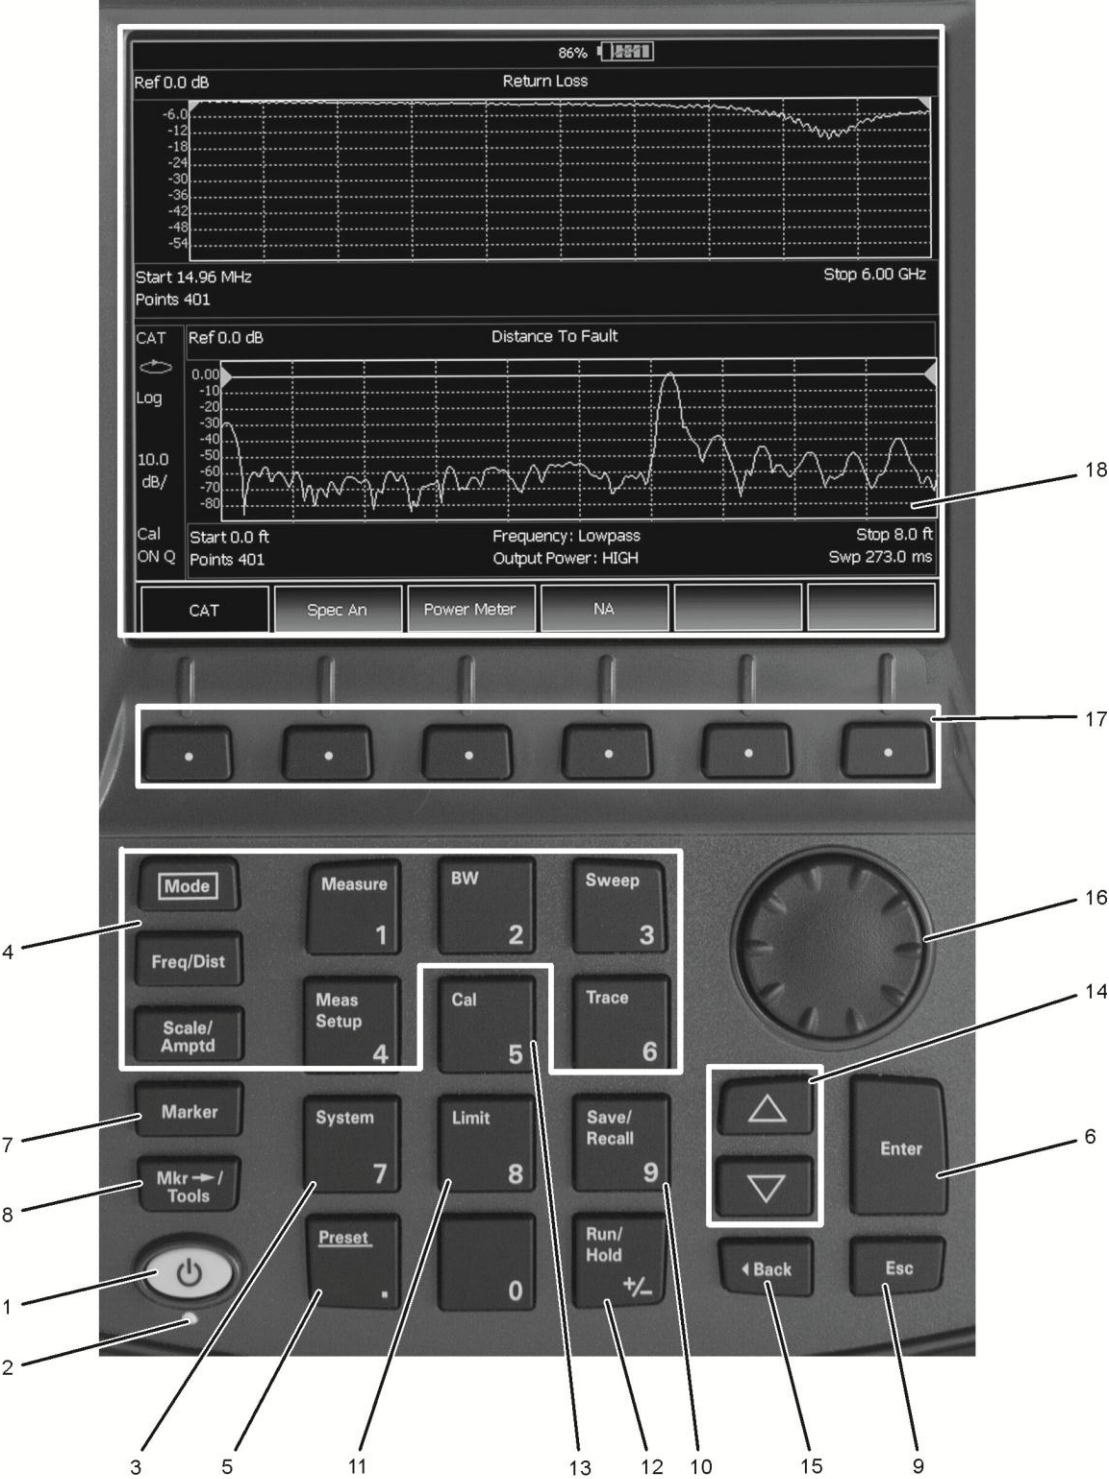 86%
Ref 0.0 dB
Return Loss
-6.0
-12
-18
-24
-30
-36
-42
-48
-54
Start 14.96 MHz
Stop 6.00 GHz
Points 401
CAT
Ref 0.0 dB
Distance To Fault
Log
10.0
dB/
Cal
ON Q
0.00
-10
-20
-30
-40
-50
-60
-70
-80
Start 0.0 ft
Frequency: Lowpass
Stop 8.0 ft
Points 401
Output Power: HIGH
Swp 273.0 ms
CAT
Spec An
Power Meter
NA
18
17
Mode
Measure
1
BW
2
Sweep
3
16
4
Freq/Dist
Scale/
Amptd
Meas
Setup
4
Cal
5
Trace
6
14
Marker
7
System
7
Limit
8
Save/
Recall
9
Enter
6
Mkr→/
Tools
8
Preset
.
0
Run/
Hold
+/−
Back
Esc
1
2
3
5
11
13
12
10
15
9